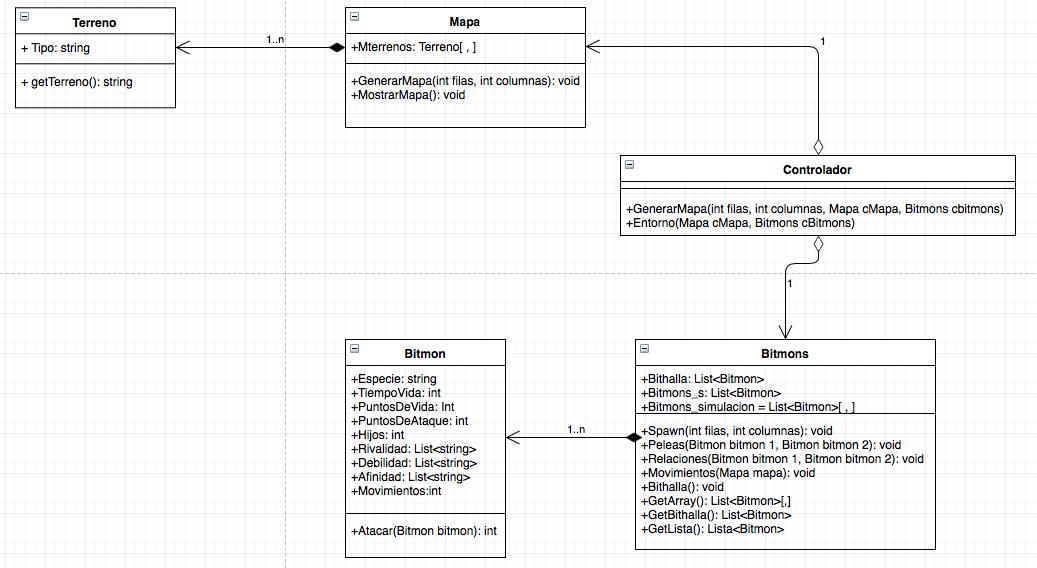 Terreno
+ Tipo: string
+ getTerreno(): string
1..n
Mapa
+Mterrenos: Terreno[ , ]
+GenerarMapa(int filas, int columnas): void
+MostrarMapa(): void
1
Controlador
+GenerarMapa(int filas, int columnas, Mapa cMapa, Bitmons cbitmons)
+Entorno(Mapa cMapa, Bitmons cBitmons)
1
Bitmon
+Especie: string
+TiempoVida: int
+PuntosDeVida: Int
+PuntosDeAtaque: int
+Hijos: int
+Rivalidad: List<string>
+Debilidad: List<string>
+Afinidad: List<string>
+Movimientos:int
+Atacar(Bitmon bitmon): int
1..n
Bitmons
+Bithalla: List<Bitmon>
+Bitmons_s: List<Bitmon>
+Bitmons_simulacion = List<Bitmon>[ , ]
+Spawn(int filas, int columnas): void
+Peleas(Bitmon bitmon 1, Bitmon bitmon 2): void
+Relaciones(Bitmon bitmon 1, Bitmon bitmon 2): void
+Movimientos(Mapa mapa): void
+Bithalla(): void
+GetArray(): List<Bitmon>[,]
+GetBithalla(): List<Bitmon>
+GetLista(): Lista<Bitmon>